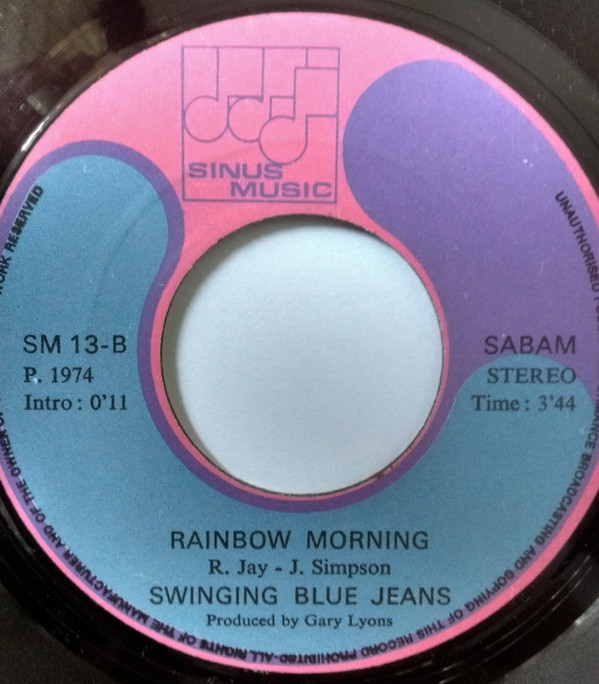 SINUS
MUSIC
SM 13-B
P. 1974
Intro : 0'11
SABAM
STEREO
Time : 3'44
RAINBOW MORNING
R. Jay - J. Simpson
SWINGING BLUE JEANS
Produced by Gary Lyons
UNAUTHORISED
BROADCASTING AND COPYING OF THIS RECORD PROHIBITED-ALL RIGHTS OF THE MANUFACTURER AND OF THE OWNER OF
WORK RESERVED